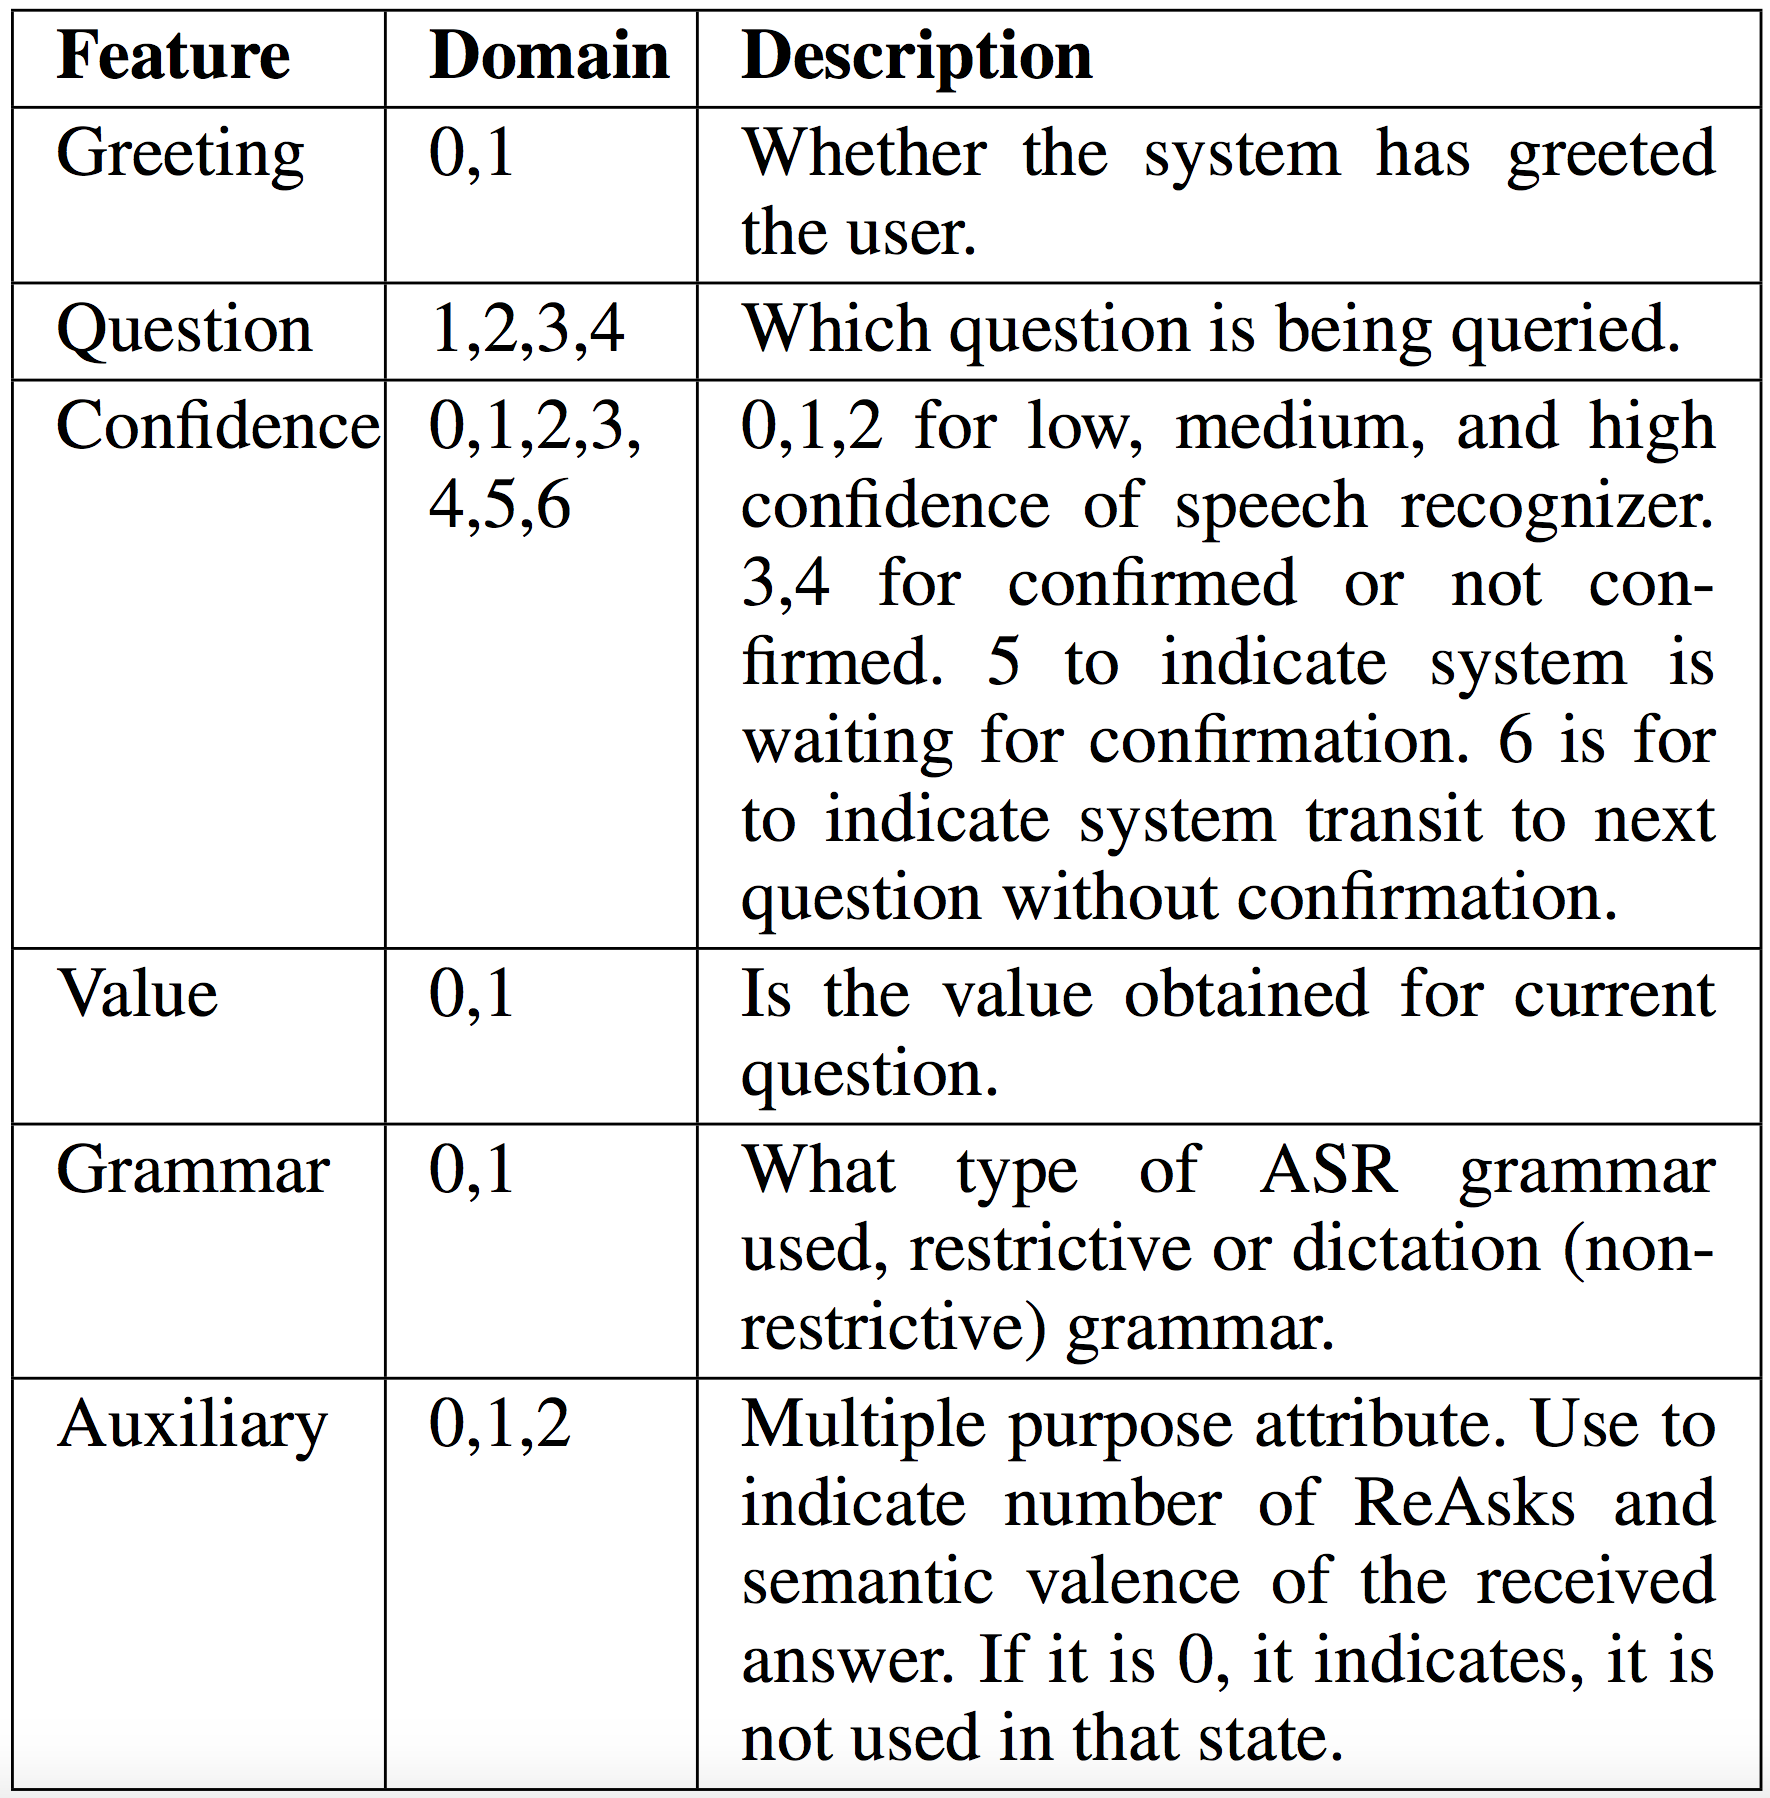 Feature Domain Description
Greeting 0,1 Whether the system has greeted
the user.
Question 1,2,3,4 Which question is being queried.
Confidence 0,1,2,3, 0,1,2 for low, medium, and high
4,5,6 confidence of speech recognizer.
3,4 for confirmed or not con-
firmed. 5 to indicate system is
waiting for confirmation. 6 is for
to indicate system transit to next
question without confirmation.
Value 0,1 Is the value obtained for current
question.
Grammar 0,1 What type of ASR grammar
used, restrictive or dictation (non-
restrictive) grammar.
Auxiliary 0,1,2 Multiple purpose attribute. Use to
indicate number of ReAsks and
semantic valence of the received
answer. If it is 0, it indicates, it is
not used in that state.